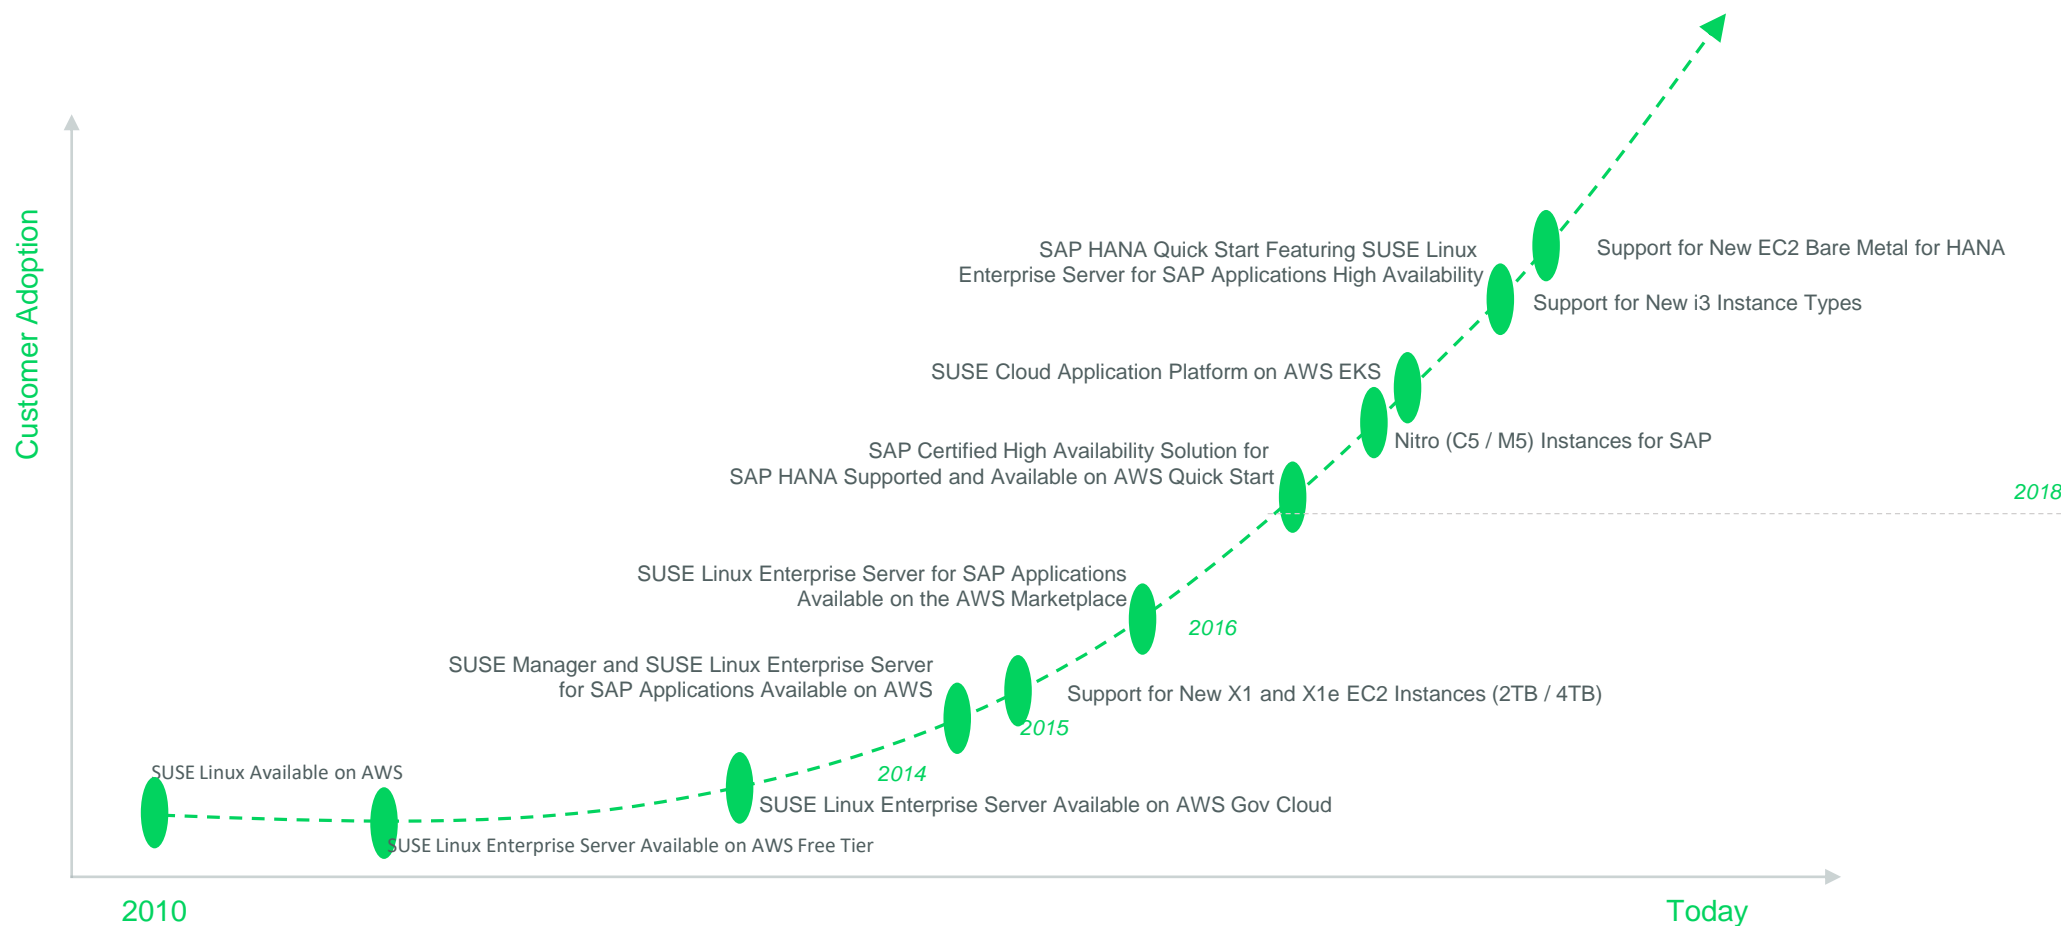 Customer Adoption
SAP HANA Quick Start Featuring SUSE Linux
Enterprise Server for SAP Applications High Availability
Support for New EC2 Bare Metal for HANA
Support for New i3 Instance Types
SUSE Cloud Application Platform on AWS EKS
Nitro (C5 / M5) Instances for SAP
SAP Certified High Availability Solution for
SAP HANA Supported and Available on AWS Quick Start
2018
SUSE Linux Enterprise Server for SAP Applications
Available on the AWS Marketplace
2016
SUSE Manager and SUSE Linux Enterprise Server
for SAP Applications Available on AWS
Support for New X1 and X1e EC2 Instances (2TB / 4TB)
2015
2014
SUSE Linux Available on AWS
SUSE Linux Enterprise Server Available on AWS Gov Cloud
SUSE Linux Enterprise Server Available on AWS Free Tier
2010
Today